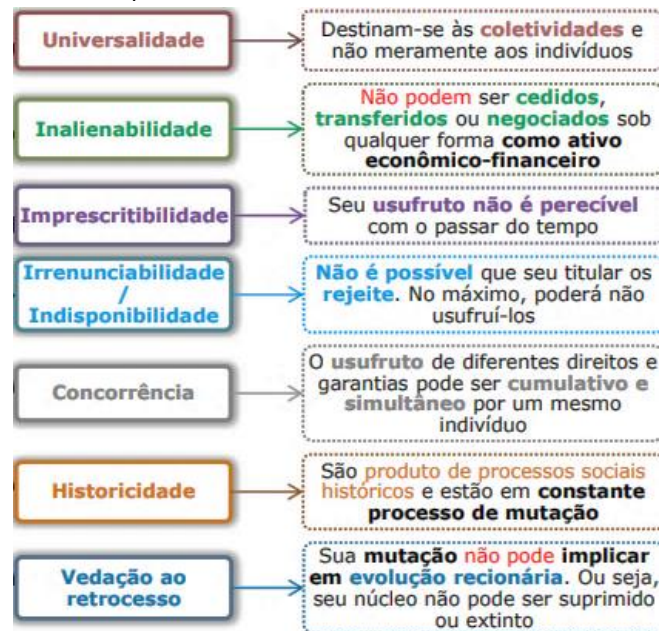 Universalidade
Destinam-se às coletividades e
não meramente aos indivíduos
Inalienabilidade
Não podem ser cedidos,
transferidos ou negociados sob
qualquer forma como ativo
econômico-financeiro
Imprescritibilidade
Seu usufruto não é perecível
com o passar do tempo
Irrenunciabilidade
/
Indisponibilidade
Não é possível que seu titular os
rejeite. No máximo, poderá não
usufruí-los
Concorrência
O usufruto de diferentes direitos e
garantias pode ser cumulativo e
simultâneo por um mesmo
indivíduo
Historicidade
São produto de processos sociais
históricos e estão em constante
processo de mutação
Vedação ao
retrocesso
Sua mutação não pode implicar
em evolução recionária. Ou seja,
seu núcleo não pode ser suprimido
ou extinto